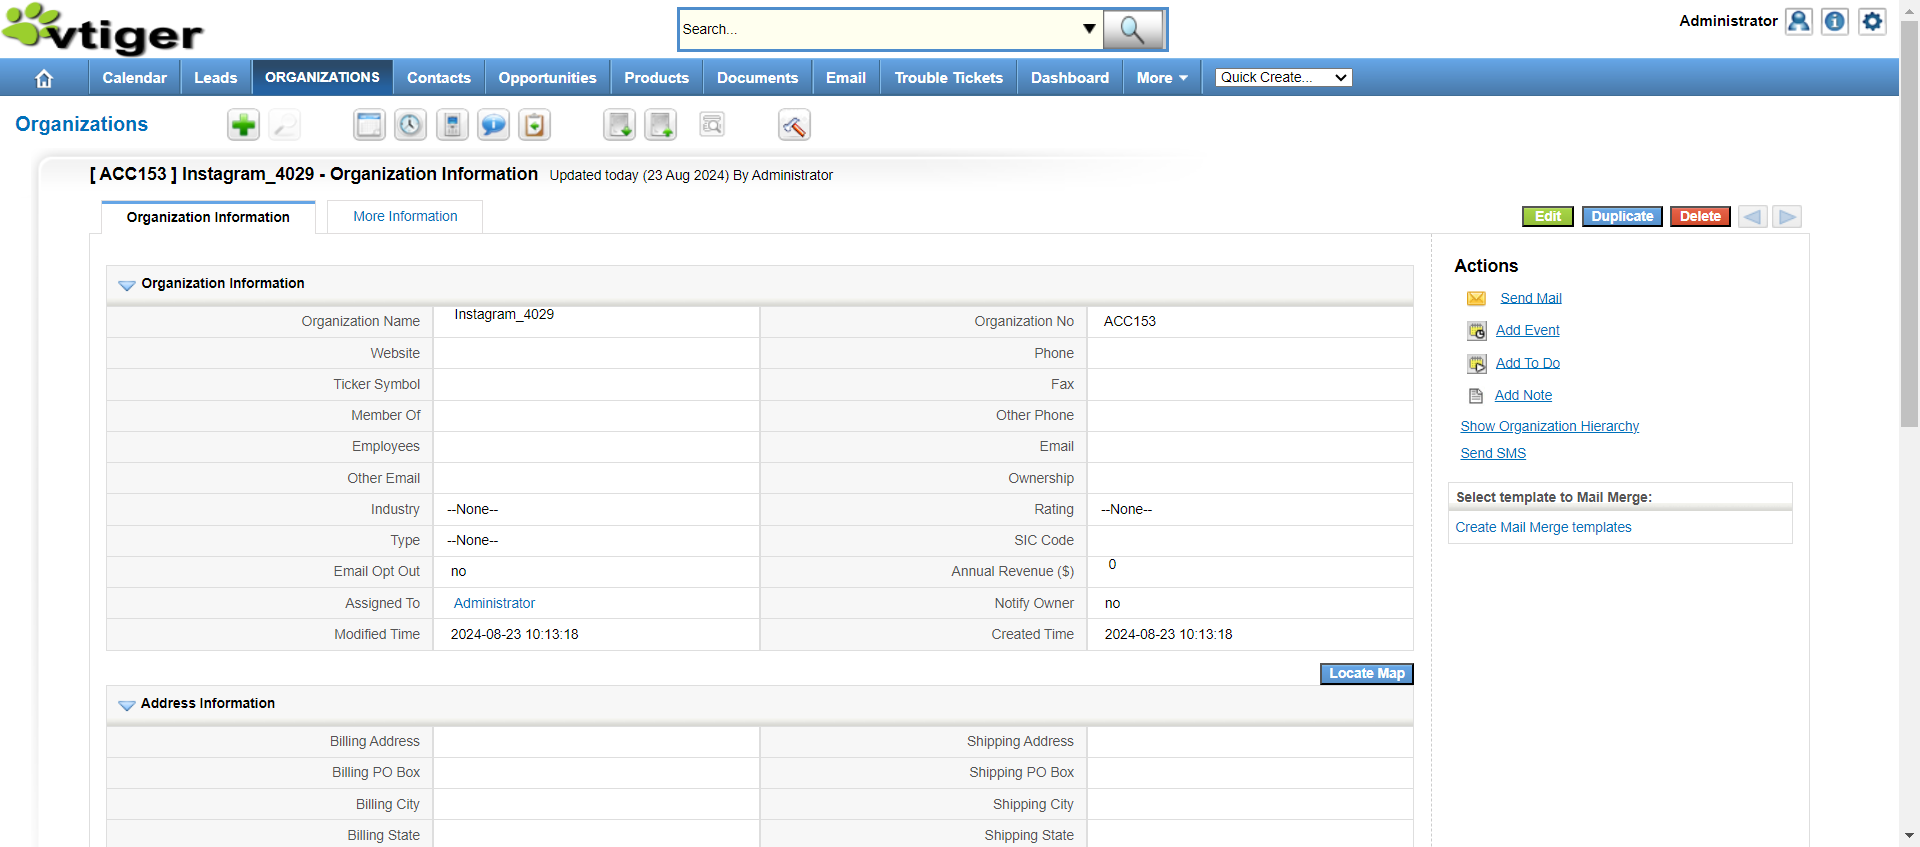 vtiger
Search...
Administrator
Calendar
Leads
ORGANIZATIONS
Contacts
Opportunities
Products
Documents
Email
Trouble Tickets
Dashboard
More
Quick Create...
Organizations
[ ACC153 ] Instagram_4029 - Organization Information Updated today (23 Aug 2024) By Administrator
Organization Information
More Information
Edit
Duplicate
Delete
Organization Information
Organization Name Instagram_4029 Organization No ACC153
Website Phone
Ticker Symbol Fax
Member Of Other Phone
Employees Email
Other Email Ownership
Industry --None-- Rating --None--
Type --None-- SIC Code
Email Opt Out no Annual Revenue ($) 0
Assigned To Administrator Notify Owner no
Modified Time 2024-08-23 10:13:18 Created Time 2024-08-23 10:13:18
Locate Map
Address Information
Billing Address Shipping Address
Billing PO Box Shipping PO Box
Billing City Shipping City
Billing State Shipping State
Actions
Send Mail
Add Event
Add To Do
Add Note
Show Organization Hierarchy
Send SMS
Select template to Mail Merge:
Create Mail Merge templates